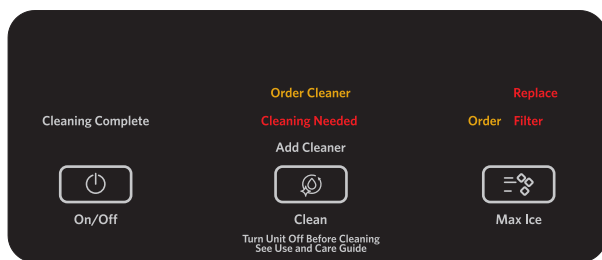 Order Cleaner
Replace
Cleaning Complete
Cleaning Needed
Order Filter
Add Cleaner
On/Off
Clean
Max Ice
Turn Unit Off Before Cleaning
See Use and Care Guide